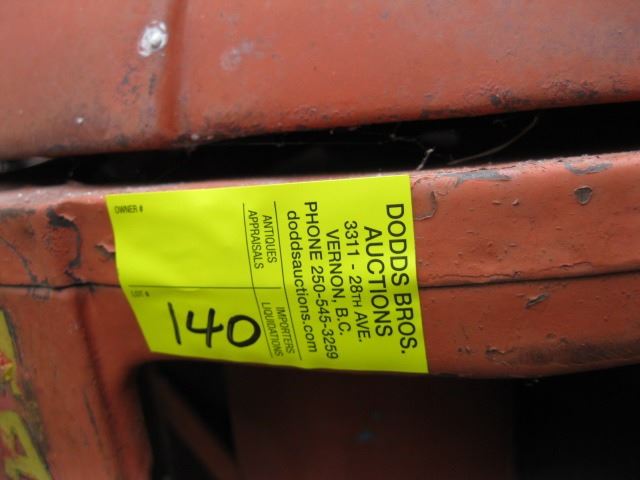 DODDS BROS.
AUCTIONS
3311 - 28TH AVE.
VERNON, B.C.
PHONE 250-545-3259
doddsauctions.com
ANTIQUES
APPRAISALS
IMPORTERS
LIQUIDATIONS
OWNER #
LOT #
140